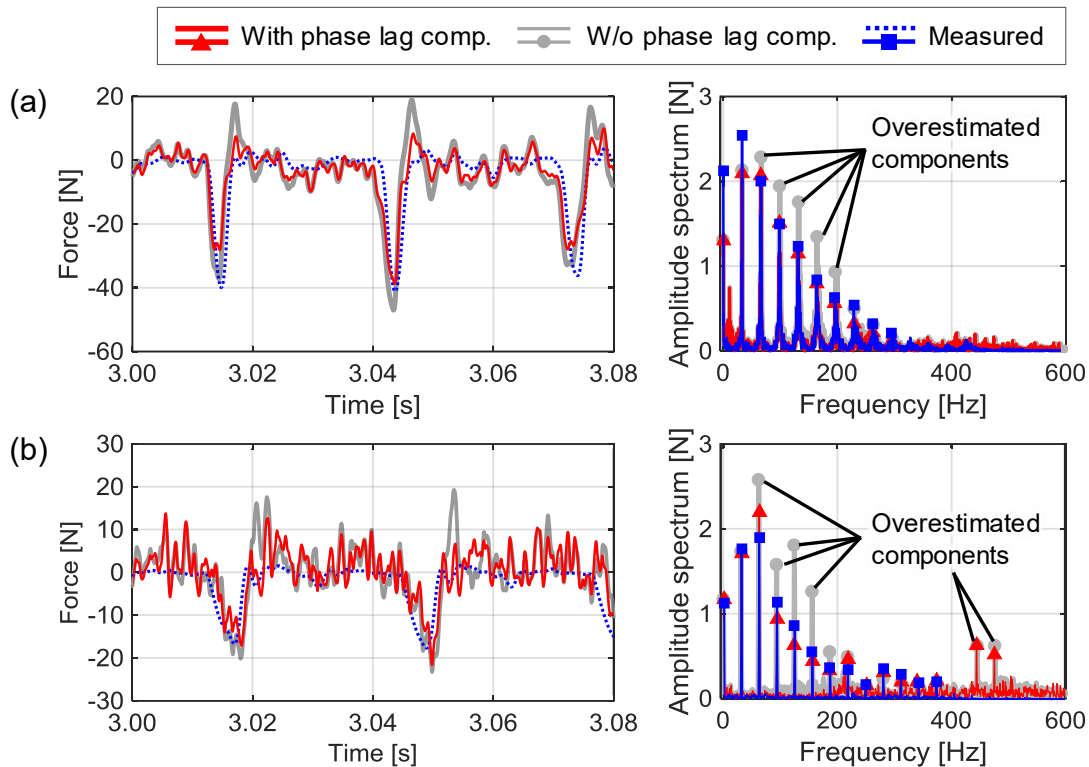 With phase lag comp. W/o phase lag comp. Measured
(a)
20
0
-20
-40
-60
Force [N]
3.00 3.02 3.04 3.06 3.08
Time [s]
3
2
1
0
Amplitude spectrum [N]
Overestimated
components
0 200 400 600
Frequency [Hz]
(b)
30
20
10
0
-10
-20
-30
Force [N]
3.00 3.02 3.04 3.06 3.08
Time [s]
3
2
1
0
Amplitude spectrum [N]
Overestimated
components
0 200 400 600
Frequency [Hz]